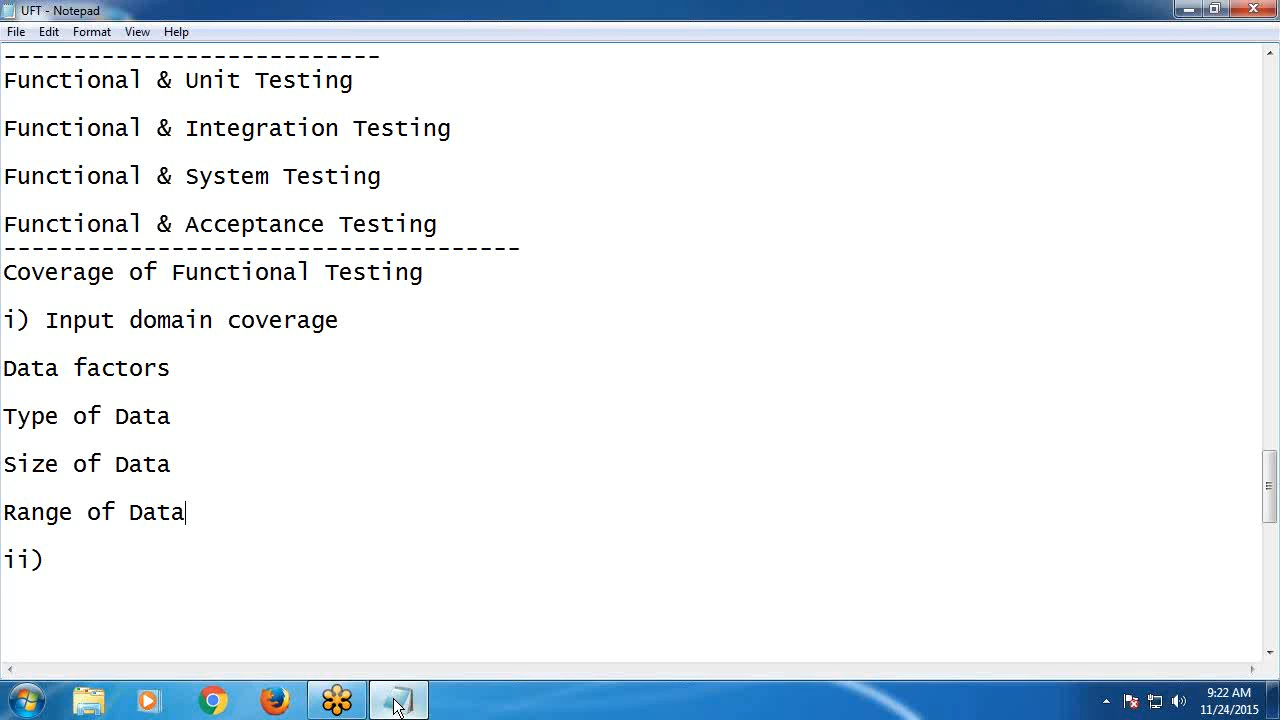 UFT - Notepad
File Edit Format View Help
---------------------------
Functional & Unit Testing
Functional & Integration Testing
Functional & System Testing
Functional & Acceptance Testing
-------------------------------------
Coverage of Functional Testing
i) Input domain coverage
Data factors
Type of Data
Size of Data
Range of Data
ii)
9:22 AM
11/24/2015